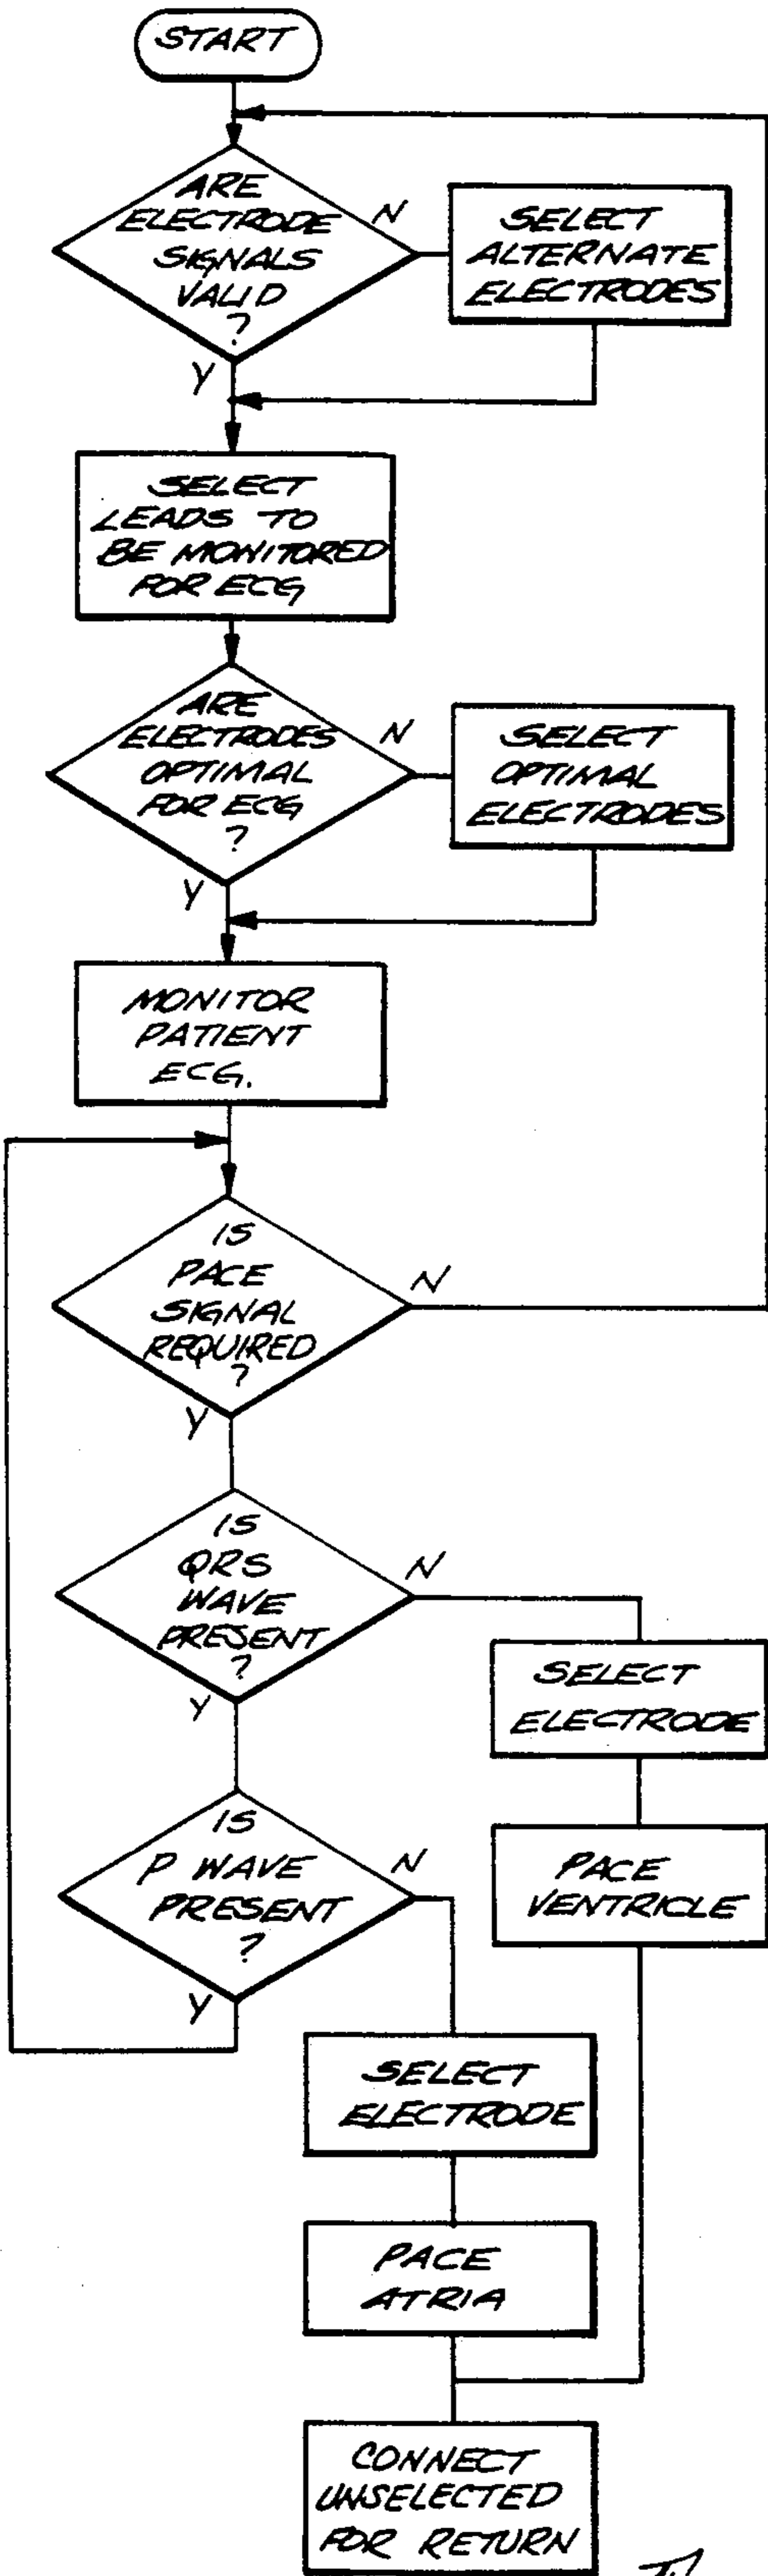 START
ARE
ELECTRODE
SIGNALS
VALID
?
N
Y
SELECT
ALTERNATE
ELECTRODES
SELECT
LEADS TO
BE MONITORED
FOR ECG
ARE
ELECTRODES
OPTIMAL
FOR ECG
?
N
Y
SELECT
OPTIMAL
ELECTRODES
MONITOR
PATIENT
ECG.
IS
PACE
SIGNAL
REQUIRED
?
N
Y
IS
QRS
WAVE
PRESENT
?
N
Y
SELECT
ELECTRODE
PACE
VENTRICLE
IS
P WAVE
PRESENT
?
N
Y
SELECT
ELECTRODE
PACE
ATRIA
CONNECT
UNSELECTED
FOR RETURN